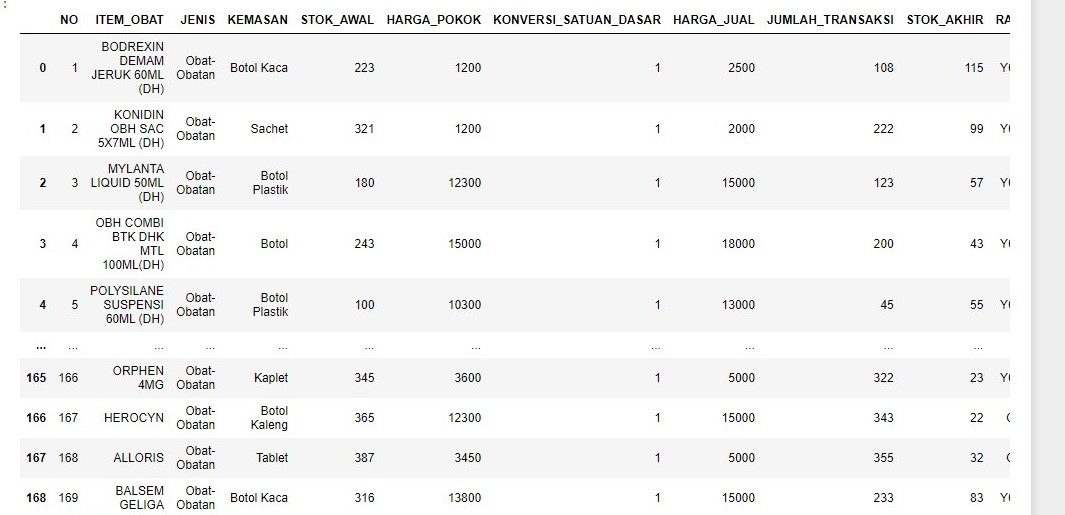 :
NO ITEM_OBAT JENIS KEMASAN STOK_AWAL HARGA_POKOK KONVERSI_SATUAN_DASAR HARGA_JUAL JUMLAH_TRANSAKSI STOK_AKHIR
BODREXIN
DEMAM
JERUK 60ML
(DH)
0 1 Obat-
Obatan Botol Kaca 223 1200 1 2500 108 115
KONIDIN
OBH SAC
5X7ML (DH)
1 2 Obat-
Obatan Sachet 321 1200 1 2000 222 99
MYLANTA
LIQUID 50ML
(DH)
2 3 Obat-
Obatan Botol
Plastik 180 12300 1 15000 123 57
OBH COMBI
BTK DHK
MTL
100ML(DH)
3 4 Obat-
Obatan Botol 243 15000 1 18000 200 43
POLYSILANE
SUSPENSI
60ML (DH)
4 5 Obat-
Obatan Botol
Plastik 100 10300 1 13000 45 55
... ... ... ... ... ... ... ... ... ... ...
ORPHEN
4MG
165 166 Obat-
Obatan Kaplet 345 3600 1 5000 322 23
166 167 HEROCYN Obat-
Obatan Botol
Kaleng 365 12300 1 15000 343 22
167 168 ALLORIS Obat-
Obatan Tablet 387 3450 1 5000 355 32
BALSEM
GELIGA
168 169 Obat-
Obatan Botol Kaca 316 13800 1 15000 233 83